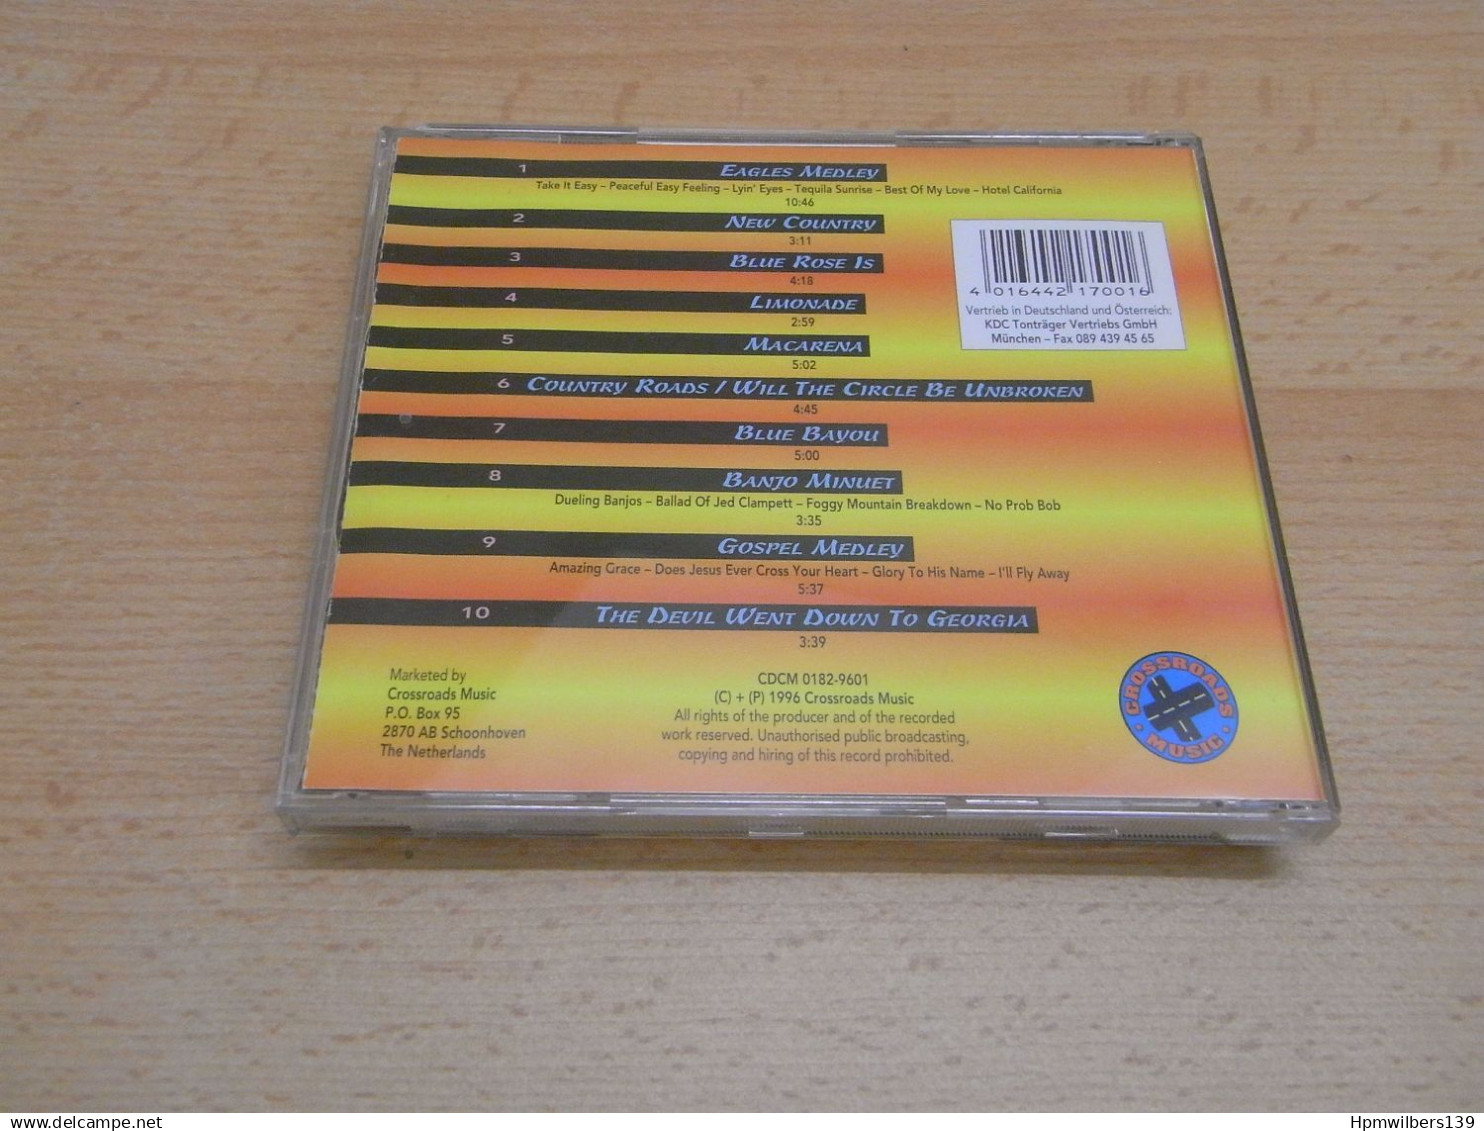 1 EAGLES MEDLEY
Take It Easy – Peaceful Easy Feeling – Lyin' Eyes – Tequila Sunrise – Best Of My Love – Hotel California
10:46
2 NEW COUNTRY
3:11
3 BLUE ROSE IS
4:18
4 LIMONADE
2:59
5 MACARENA
5:02
6 COUNTRY ROADS / WILL THE CIRCLE BE UNBROKEN
4:45
7 BLUE BAYOU
5:00
8 BANJO MINUET
Dueling Banjos – Ballad Of Jed Clampett – Foggy Mountain Breakdown – No Prob Bob
3:35
9 GOSPEL MEDLEY
Amazing Grace – Does Jesus Ever Cross Your Heart – Glory To His Name – I'll Fly Away
5:37
10 THE DEVIL WENT DOWN TO GEORGIA
3:39
4 016442 170016
Vertrieb in Deutschland und Österreich:
KDC Tonträger Vertriebs GmbH
München – Fax 089 439 45 65
Marketed by
Crossroads Music
P.O. Box 95
2870 AB Schoonhoven
The Netherlands
CDCM 0182-9601
(C) + (P) 1996 Crossroads Music
All rights of the producer and of the recorded
work reserved. Unauthorised public broadcasting,
copying and hiring of this record prohibited.
CROSSROADS
• MUSIC •
delcampe.net
Hpmwilbers139